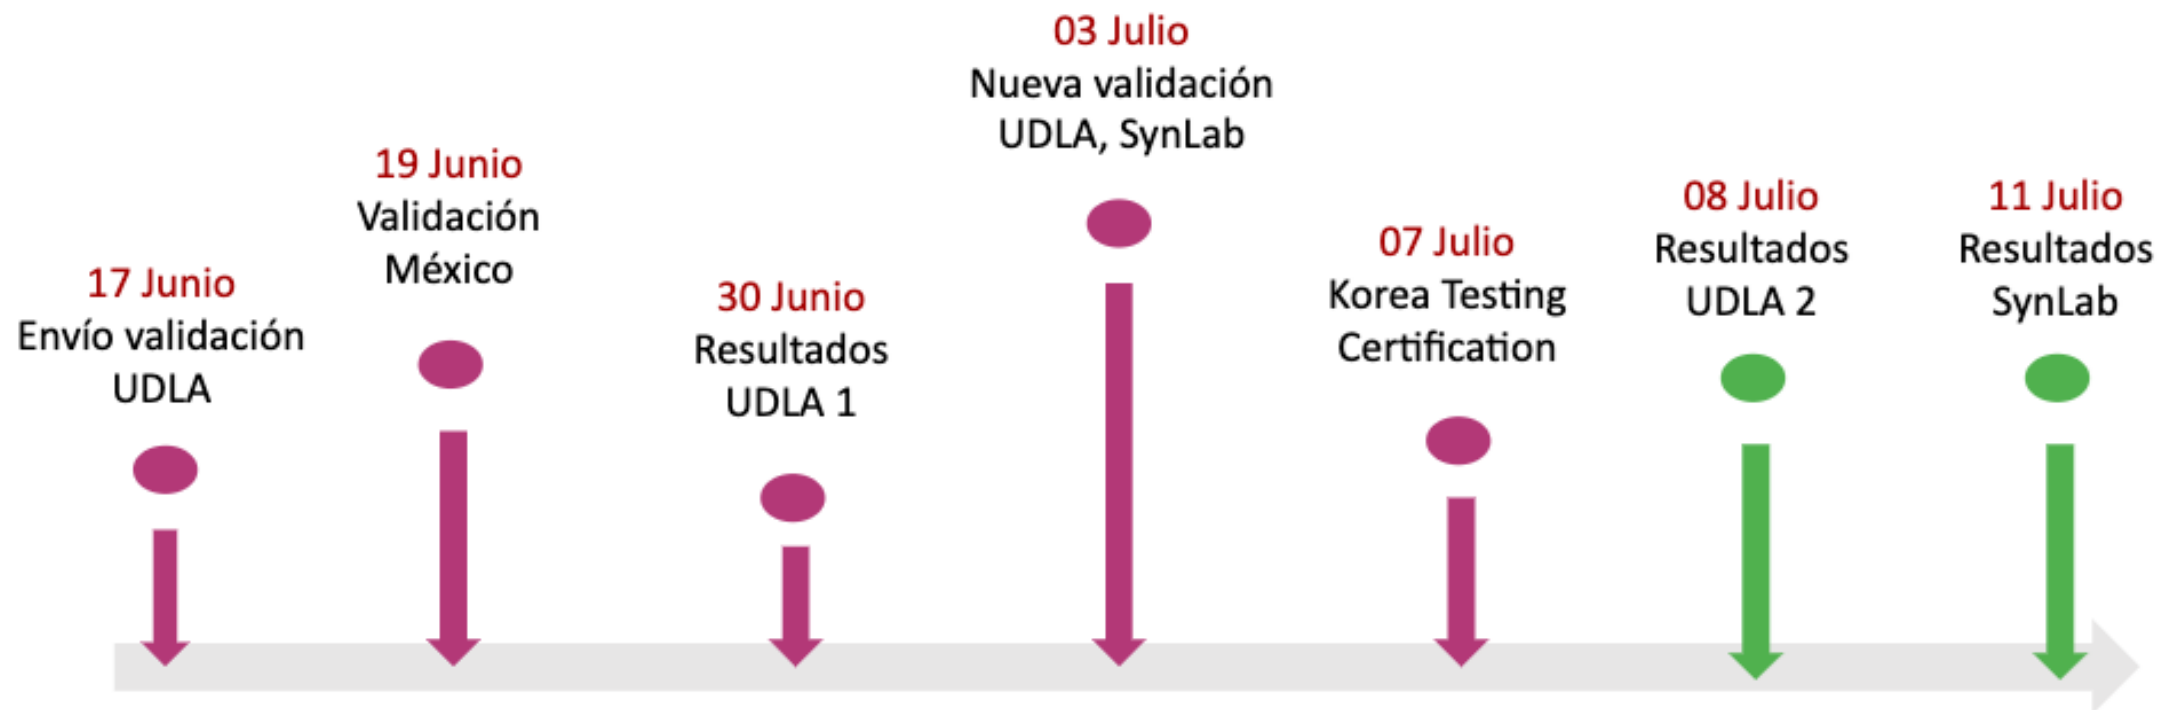 17 Junio
Envío validación
UDLA
19 Junio
Validación
México
30 Junio
Resultados
UDLA 1
03 Julio
Nueva validación
UDLA, SynLab
07 Julio
Korea Testing
Certification
08 Julio
Resultados
UDLA 2
11 Julio
Resultados
SynLab